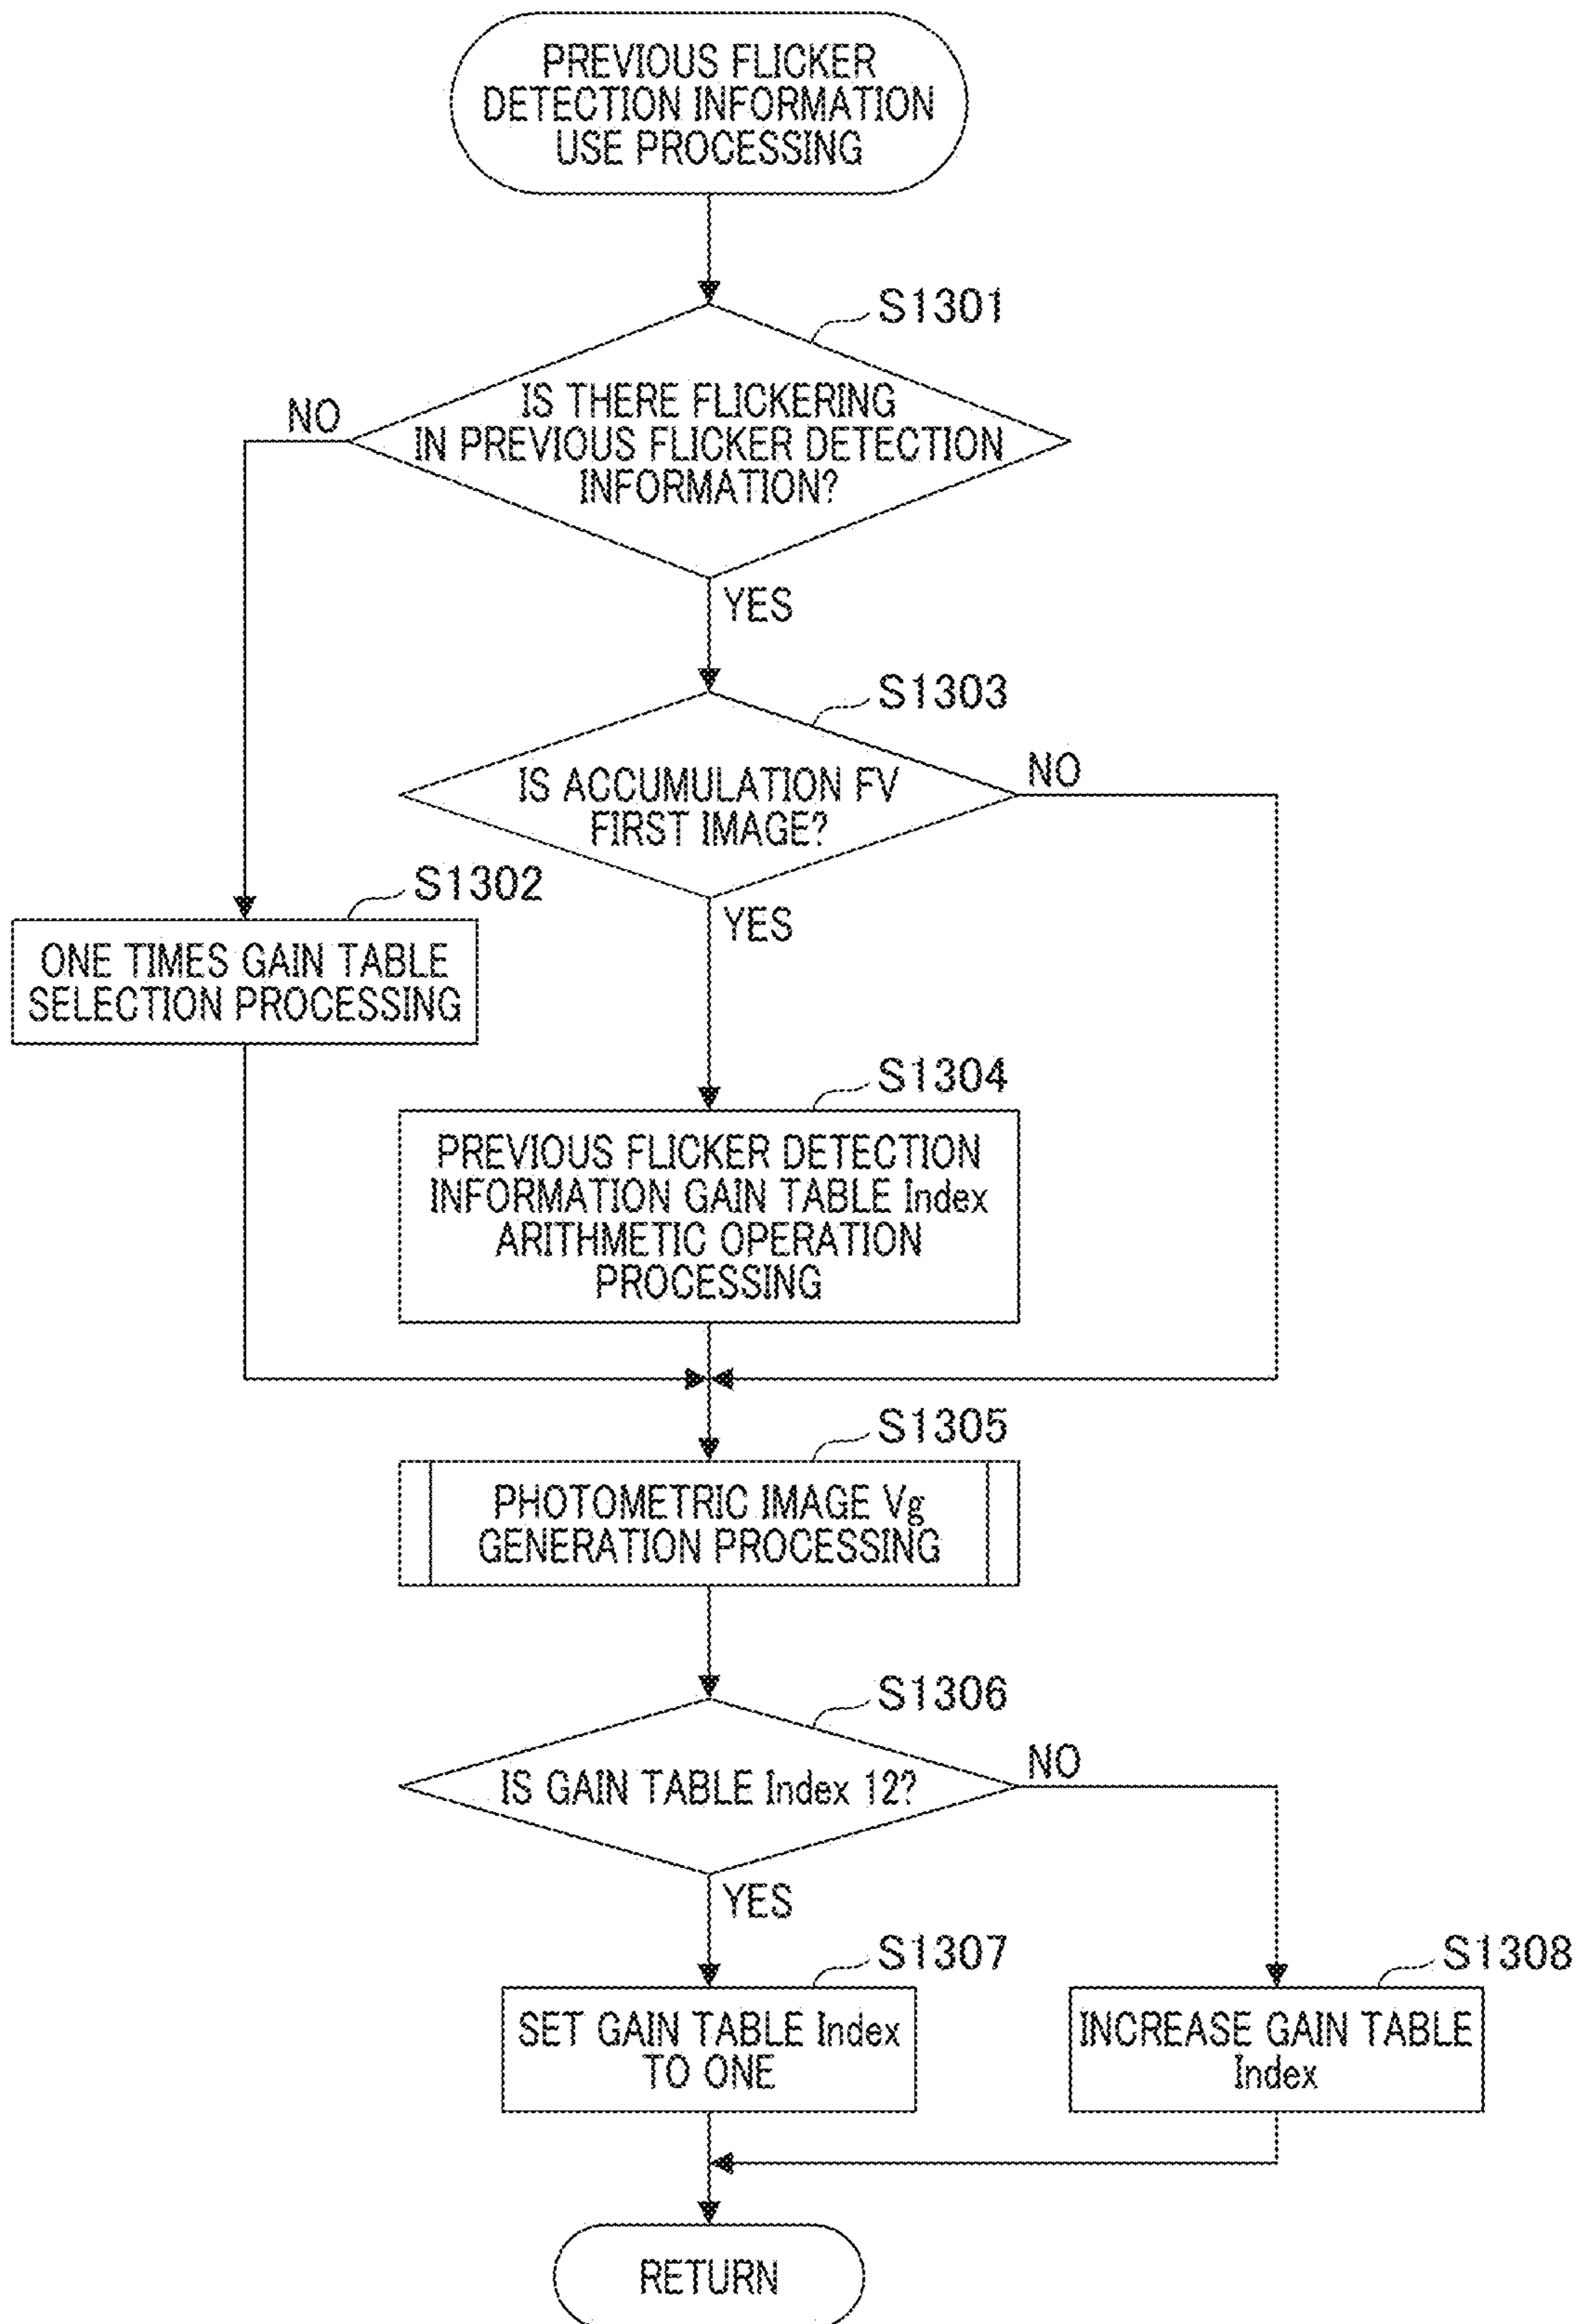 PREVIOUS FLICKER
DETECTION INFORMATION
USE PROCESSING
S1301
IS THERE FLICKERING
IN PREVIOUS FLICKER DETECTION
INFORMATION?
NO
YES
S1303
IS ACCUMULATION FV
FIRST IMAGE?
NO
YES
S1302
ONE TIMES GAIN TABLE
SELECTION PROCESSING
S1304
PREVIOUS FLICKER DETECTION
INFORMATION GAIN TABLE Index
ARITHMETIC OPERATION
PROCESSING
S1305
PHOTOMETRIC IMAGE Vg
GENERATION PROCESSING
S1306
IS GAIN TABLE Index 12?
NO
YES
S1307
SET GAIN TABLE Index
TO ONE
S1308
INCREASE GAIN TABLE
Index
RETURN